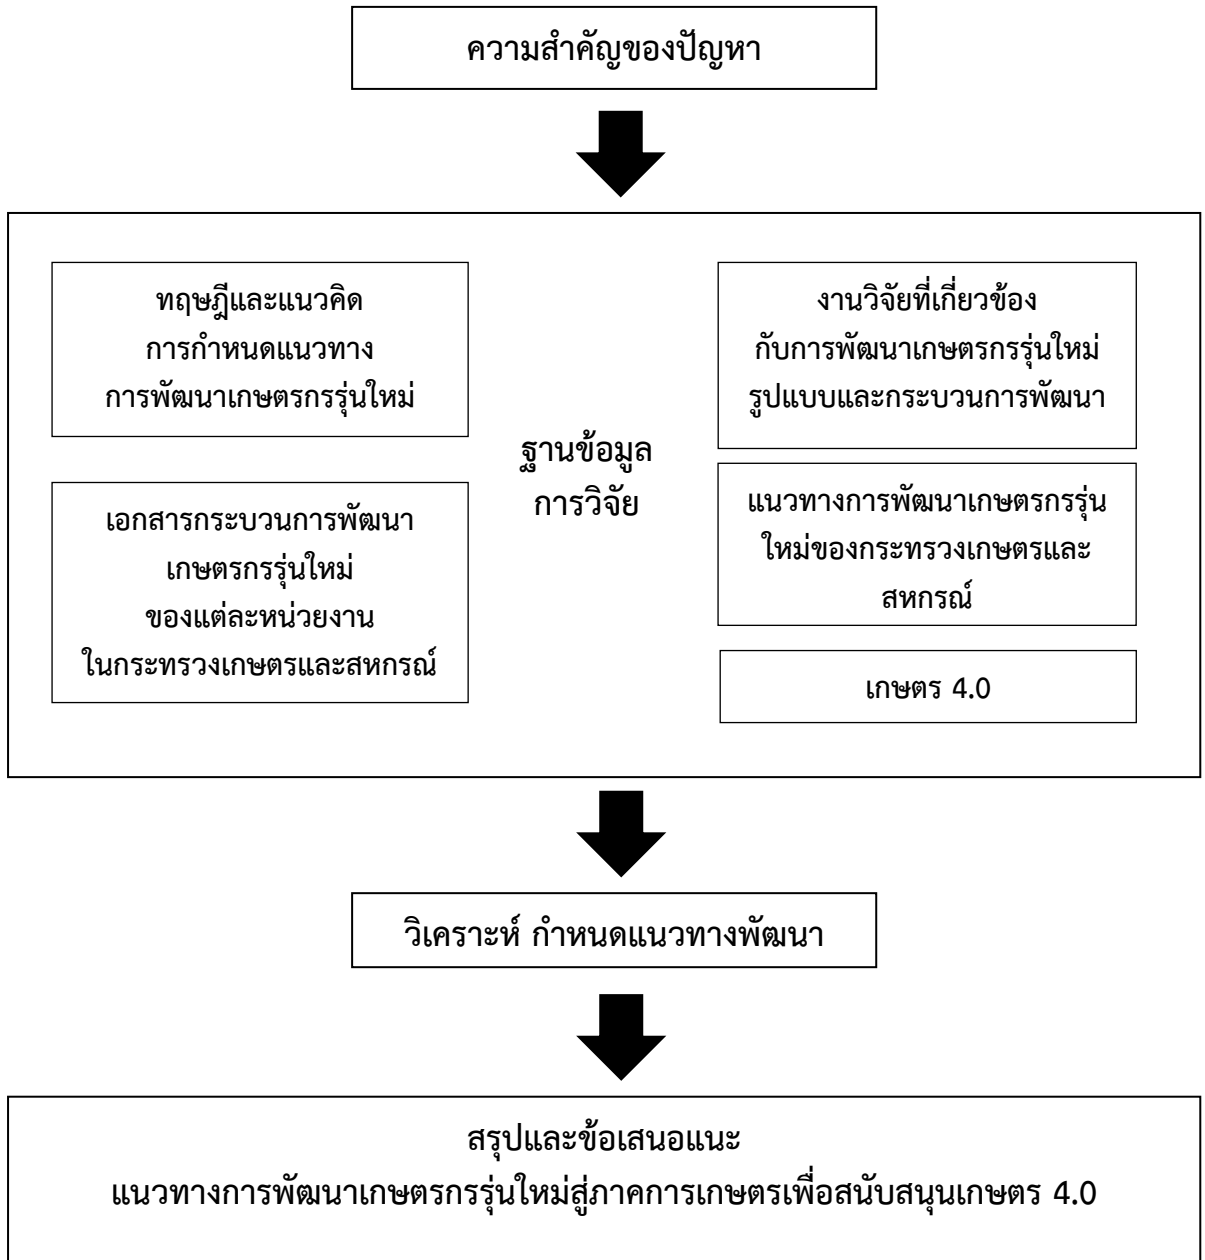 ความสำคัญของปัญหา
ทฤษฎีและแนวคิด
การกำหนดแนวทาง
การพัฒนาเกษตรกรรุ่นใหม่
เอกสารกระบวนการพัฒนา
เกษตรกรรุ่นใหม่
ของแต่ละหน่วยงาน
ในกระทรวงเกษตรและสหกรณ์
ฐานข้อมูล
การวิจัย
งานวิจัยที่เกี่ยวข้อง
กับการพัฒนาเกษตรกรรุ่นใหม่
รูปแบบและกระบวนการพัฒนา
แนวทางการพัฒนาเกษตรกรรุ่น
ใหม่ของกระทรวงเกษตรและ
สหกรณ์
เกษตร 4.0
วิเคราะห์ กำหนดแนวทางพัฒนา
สรุปและข้อเสนอแนะ
แนวทางการพัฒนาเกษตรกรรุ่นใหม่สู่ภาคการเกษตรเพื่อสนับสนุนเกษตร 4.0